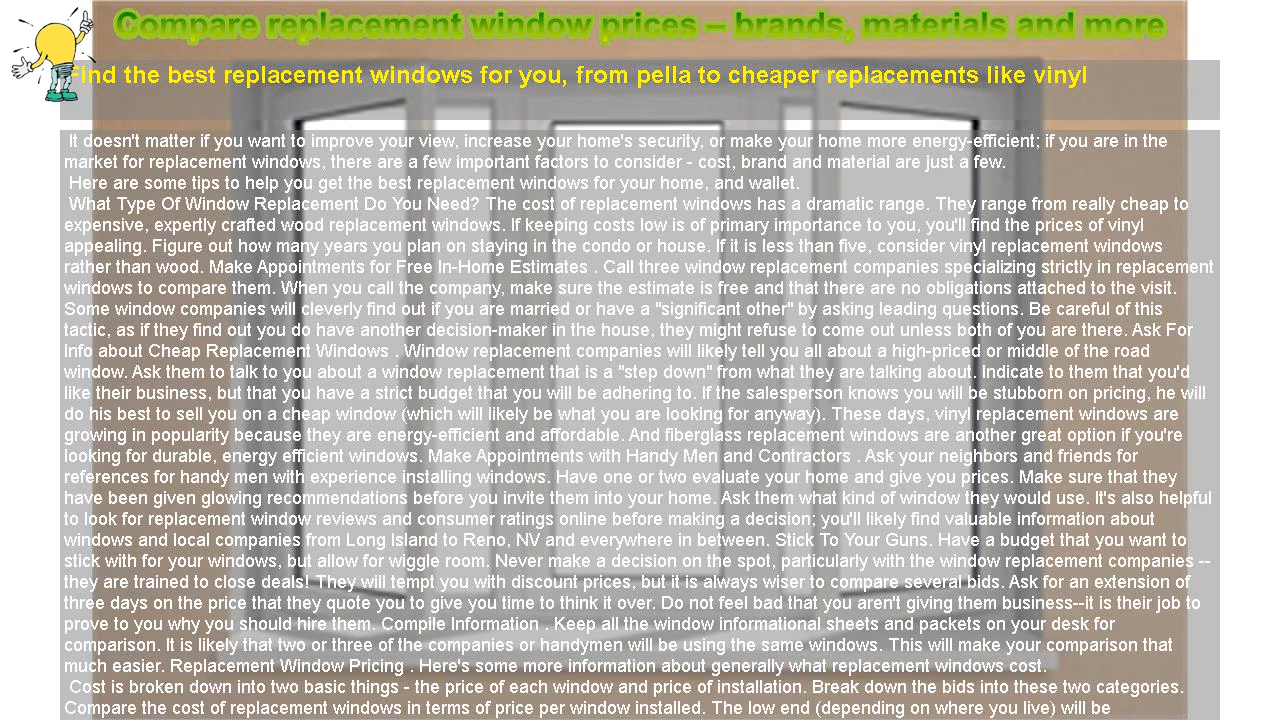 Compare replacement window prices – brands, materials and more
Find the best replacement windows for you, from pella to cheaper replacements like vinyl
It doesn't matter if you want to improve your view, increase your home's security, or make your home more energy-efficient; if you are in the
market for replacement windows, there are a few important factors to consider - cost, brand and material are just a few.
Here are some tips to help you get the best replacement windows for your home, and wallet.
What Type Of Window Replacement Do You Need? The cost of replacement windows has a dramatic range. They range from really cheap to
expensive, expertly crafted wood replacement windows. If keeping costs low is of primary importance to you, you'll find the prices of vinyl
appealing. Figure out how many years you plan on staying in the condo or house. If it is less than five, consider vinyl replacement windows
rather than wood. Make Appointments for Free In-Home Estimates . Call three window replacement companies specializing strictly in replacement
windows to compare them. When you call the company, make sure the estimate is free and that there are no obligations attached to the visit.
Some window companies will cleverly find out if you are married or have a "significant other" by asking leading questions. Be careful of this
tactic, as if they find out you do have another decision-maker in the house, they might refuse to come out unless both of you are there. Ask For
Info about Cheap Replacement Windows . Window replacement companies will likely tell you all about a high-priced or middle of the road
window. Ask them to talk to you about a window replacement that is a "step down" from what they are talking about. Indicate to them that you'd
like their business, but that you have a strict budget that you will be adhering to. If the salesperson knows you will be stubborn on pricing, he will
do his best to sell you on a cheap window (which will likely be what you are looking for anyway). These days, vinyl replacement windows are
growing in popularity because they are energy-efficient and affordable. And fiberglass replacement windows are another great option if you're
looking for durable, energy efficient windows. Make Appointments with Handy Men and Contractors . Ask your neighbors and friends for
references for handy men with experience installing windows. Have one or two evaluate your home and give you prices. Make sure that they
have been given glowing recommendations before you invite them into your home. Ask them what kind of window they would use. It's also helpful
to look for replacement window reviews and consumer ratings online before making a decision; you'll likely find valuable information about
windows and local companies from Long Island to Reno, NV and everywhere in between. Stick To Your Guns. Have a budget that you want to
stick with for your windows, but allow for wiggle room. Never make a decision on the spot, particularly with the window replacement companies --
they are trained to close deals! They will tempt you with discount prices, but it is always wiser to compare several bids. Ask for an extension of
three days on the price that they quote you to give you time to think it over. Do not feel bad that you aren't giving them business--it is their job to
prove to you why you should hire them. Compile Information . Keep all the window informational sheets and packets on your desk for
comparison. It is likely that two or three of the companies or handymen will be using the same windows. This will make your comparison that
much easier. Replacement Window Pricing . Here's some more information about generally what replacement windows cost.
Cost is broken down into two basic things - the price of each window and price of installation. Break down the bids into these two categories.
Compare the cost of replacement windows in terms of price per window installed. The low end (depending on where you live) will be